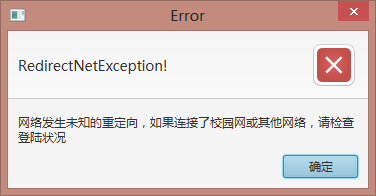 Error
RedirectNetException!
网络发生未知的重定向，如果连接了校园网或其他网络，请检查
登陆状况
确定